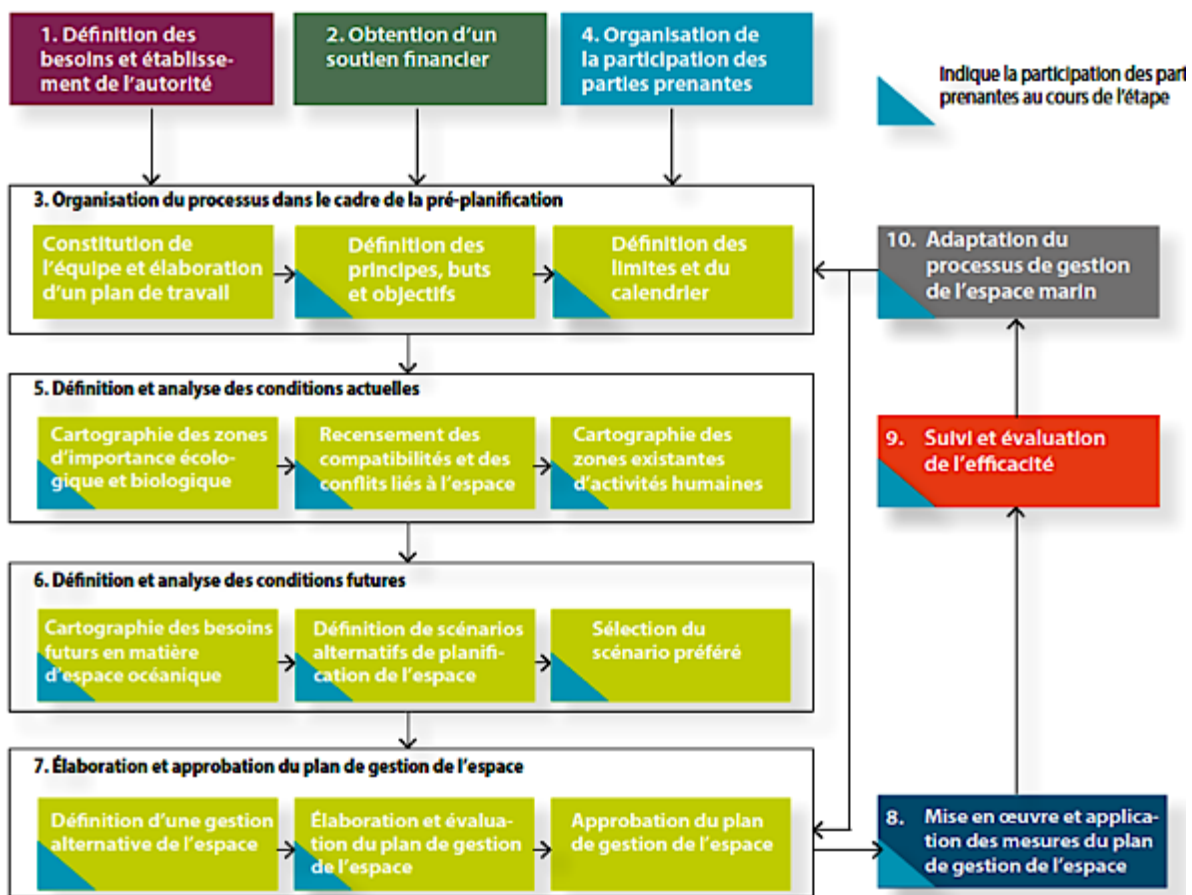 1. Définition des
besoins et établisse-
ment de l'autorité
2. Obtention d'un
soutien financier
4. Organisation de
la participation des
parties prenantes
Indique la participation des part
prenantes au cours de l'étape
3. Organisation du processus dans le cadre de la pré-planification
Constitution de
l'équipe et élaboration
d'un plan de travail
Définition des
principes, buts
et objectifs
Définition des
limites et du
calendrier
10. Adaptation du
processus de gestion
de l'espace marin
5. Définition et analyse des conditions actuelles
Cartographie des zones
d'importance écolo-
gique et biologique
Recensement des
compatibilités et des
conflits liés à l'espace
Cartographie des
zones existantes
d'activités humaines
9. Suivi et évaluation
de l'efficacité
6. Définition et analyse des conditions futures
Cartographie des besoins
futurs en matière
d'espace océanique
Définition de scénarios
alternatifs de planifi-
cation de l'espace
Sélection du
scénario préféré
7. Élaboration et approbation du plan de gestion de l'espace
Définition d'une gestion
alternative de l'espace
Élaboration et évalua-
tion du plan de gestion
de l'espace
Approbation du plan
de gestion de l'espace
8. Mise en œuvre et applica-
tion des mesures du plan
de gestion de l'espace